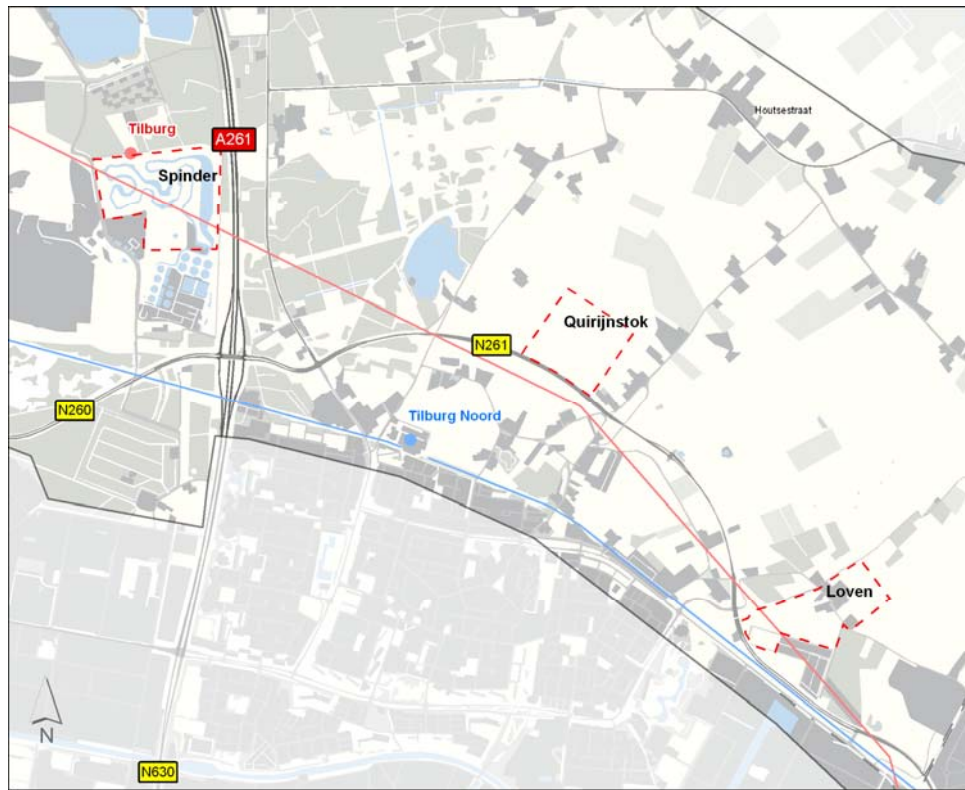 Houtsestraat
Tilburg
A261
Spinder
Quirijnstok
N261
N260
Tilburg Noord
Loven
N
N630